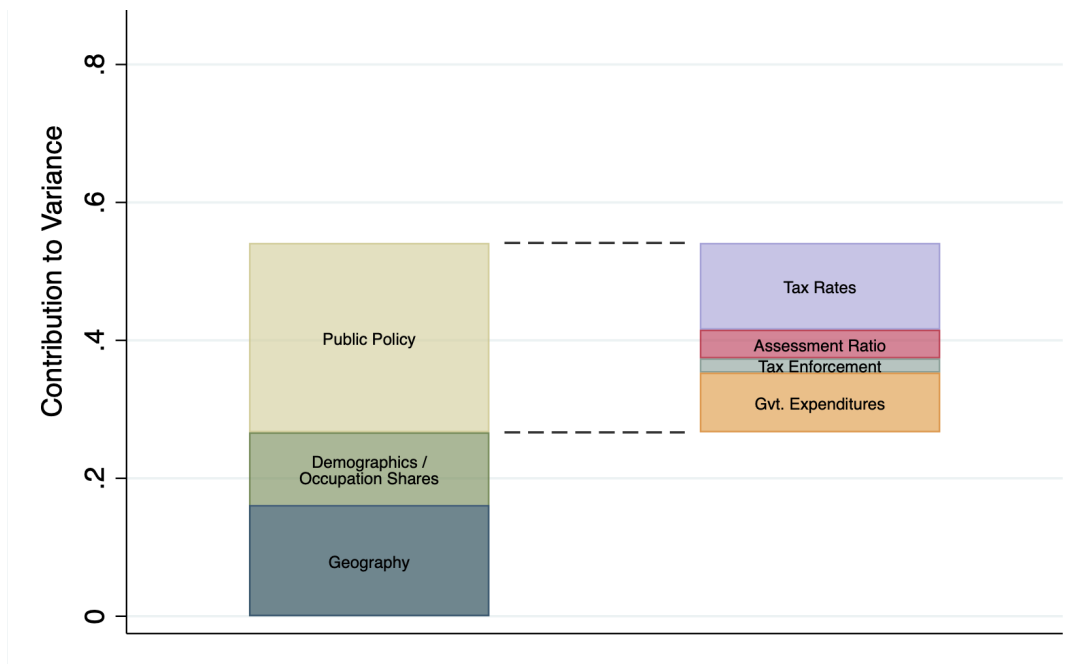 Contribution to Variance
.8
.6
.4
.2
0
Public Policy
Demographics /
Occupation Shares
Geography
Tax Rates
Assessment Ratio
Tax Enforcement
Gvt. Expenditures